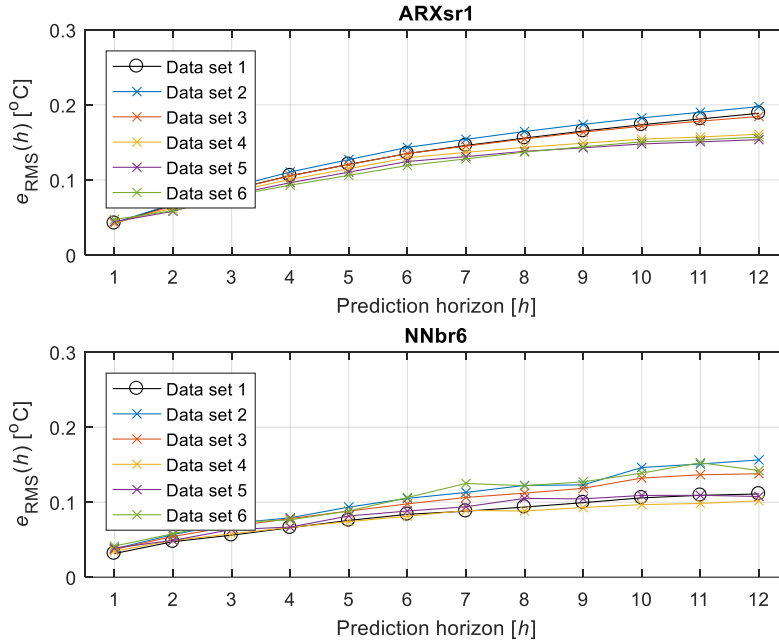 ARXsr1
0.3
0.2
0.1
0
e_RMS(h) [°C]
Data set 1
Data set 2
Data set 3
Data set 4
Data set 5
Data set 6
1 2 3 4 5 6 7 8 9 10 11 12
Prediction horizon [h]
NNbr6
0.3
0.2
0.1
0
e_RMS(h) [°C]
Data set 1
Data set 2
Data set 3
Data set 4
Data set 5
Data set 6
1 2 3 4 5 6 7 8 9 10 11 12
Prediction horizon [h]